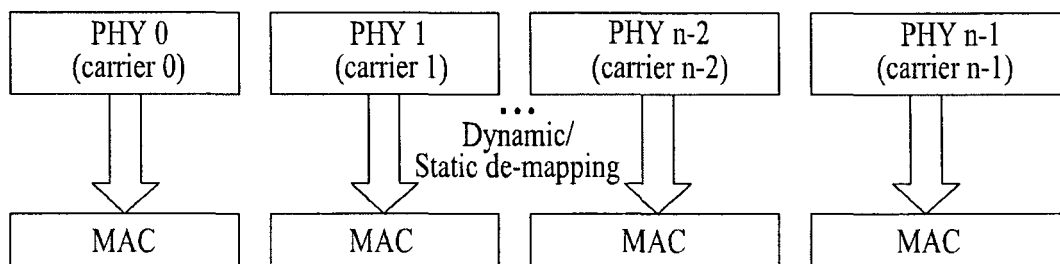 PHY 0
(carrier 0)
PHY 1
(carrier 1)
PHY n-2
(carrier n-2)
PHY n-1
(carrier n-1)
...
Dynamic/
Static de-mapping
MAC
MAC
MAC
MAC